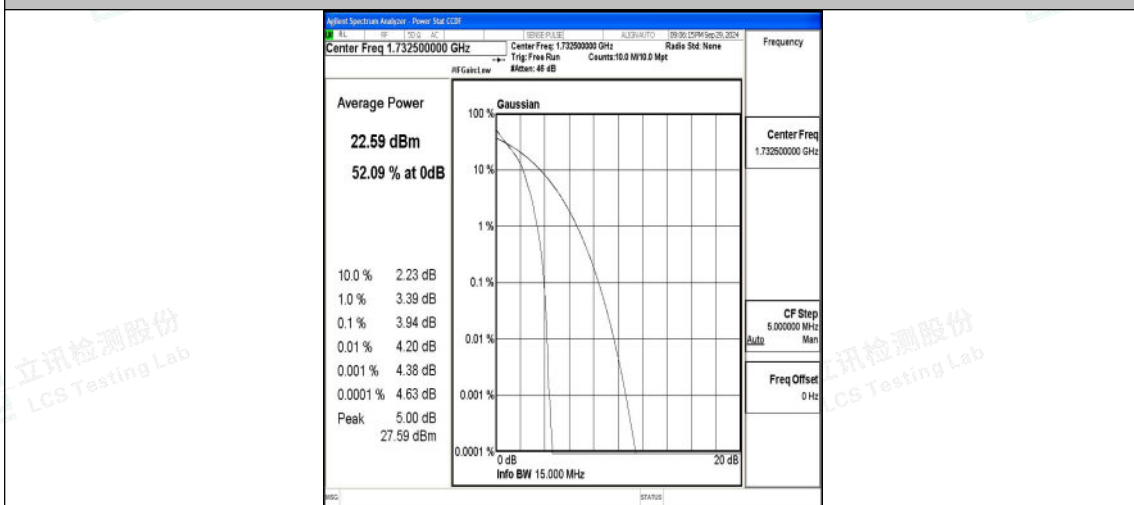 Agilent Spectrum Analyzer - Power Stat CCDF
RL RF 50 Ω AC SENSE:PULSE ALIGNAUTO 09:06:15PM Sep 29, 2024
Center Freq 1.732500000 GHz
Center Freq: 1.732500000 GHz Radio Std: None
Trig: Free Run Counts:10.0 M/10.0 Mpt
#IFGain:Low #Atten: 46 dB
Frequency
Average Power
22.59 dBm
52.09 % at 0dB
10.0 % 2.23 dB
1.0 % 3.39 dB
0.1 % 3.94 dB
0.01 % 4.20 dB
0.001 % 4.38 dB
0.0001 % 4.63 dB
Peak 5.00 dB
27.59 dBm
Gaussian
100 %
10 %
1 %
0.1 %
0.01 %
0.001 %
0.0001 %
0 dB 20 dB
Info BW 15.000 MHz
Center Freq
1.732500000 GHz
CF Step
5.000000 MHz
Auto Man
Freq Offset
0 Hz
MSG STATUS
立讯检测股份
LCS Testing Lab
立讯检测股份
LCS Testing Lab